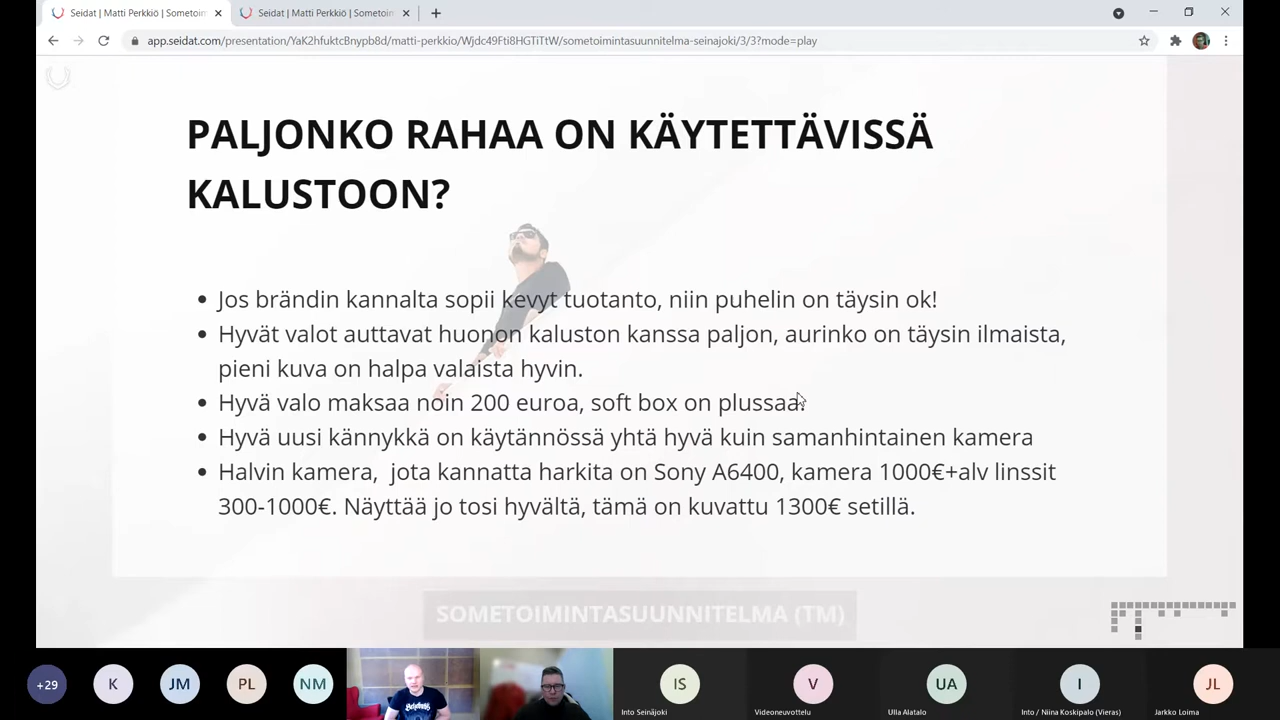 Seidat | Matti Perkkiö | Sometoim
Seidat | Matti Perkkiö | Sometoin
app.seidat.com/presentation/YaK2hfuktcBnypb8d/matti-perkkio/Wjdc49Fti8HGTiTtW/sometoimintasuunnitelma-seinajoki/3/3?mode=play
PALJONKO RAHAA ON KÄYTETTÄVISSÄ
KALUSTOON?
• Jos brändin kannalta sopii kevyt tuotanto, niin puhelin on täysin ok!
• Hyvät valot auttavat huonon kaluston kanssa paljon, aurinko on täysin ilmaista,
pieni kuva on halpa valaista hyvin.
• Hyvä valo maksaa noin 200 euroa, soft box on plussaa.
• Hyvä uusi kännykkä on käytännössä yhtä hyvä kuin samanhintainen kamera
• Halvin kamera, jota kannatta harkita on Sony A6400, kamera 1000€+alv linssit
300-1000€. Näyttää jo tosi hyvältä, tämä on kuvattu 1300€ setillä.
SOMETOIMINTASUUNNITELMA (TM)
+29
K
JM
PL
NM
IS
V
UA
I
JL
Into Seinäjoki
Videoneuvottelu
Ulla Alatalo
Into / Niina Koskipalo (Vieras)
Jarkko Loima